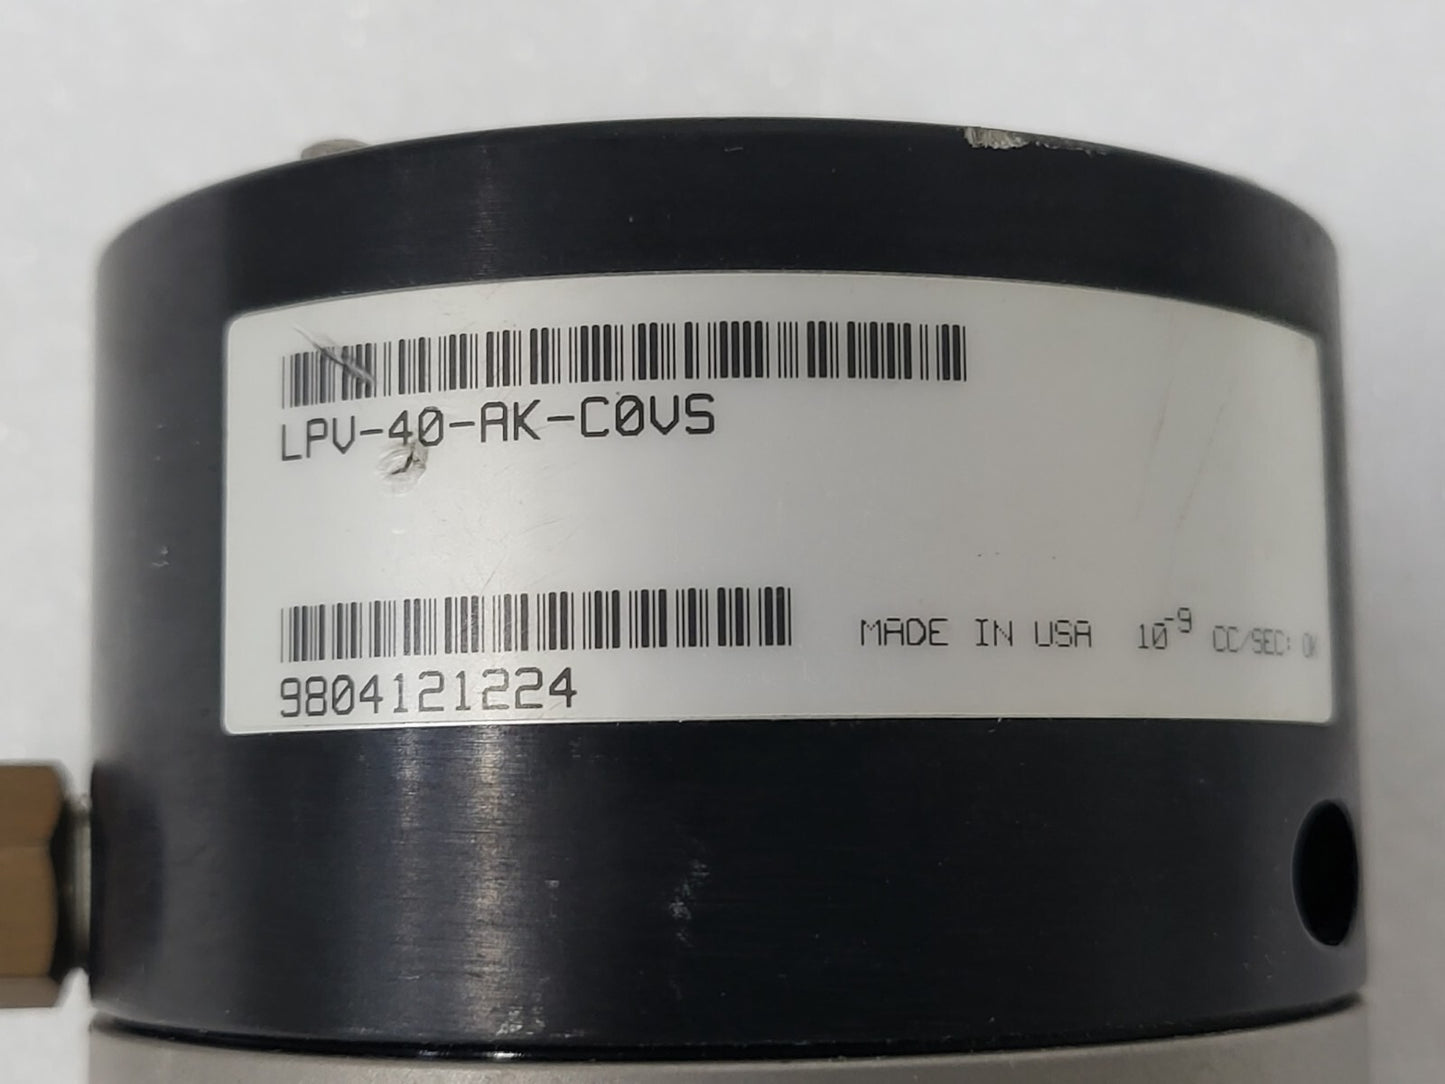 LPV-40-AK-C0VS
9804121224
MADE IN USA 10⁻⁹ CC/SEC: OK